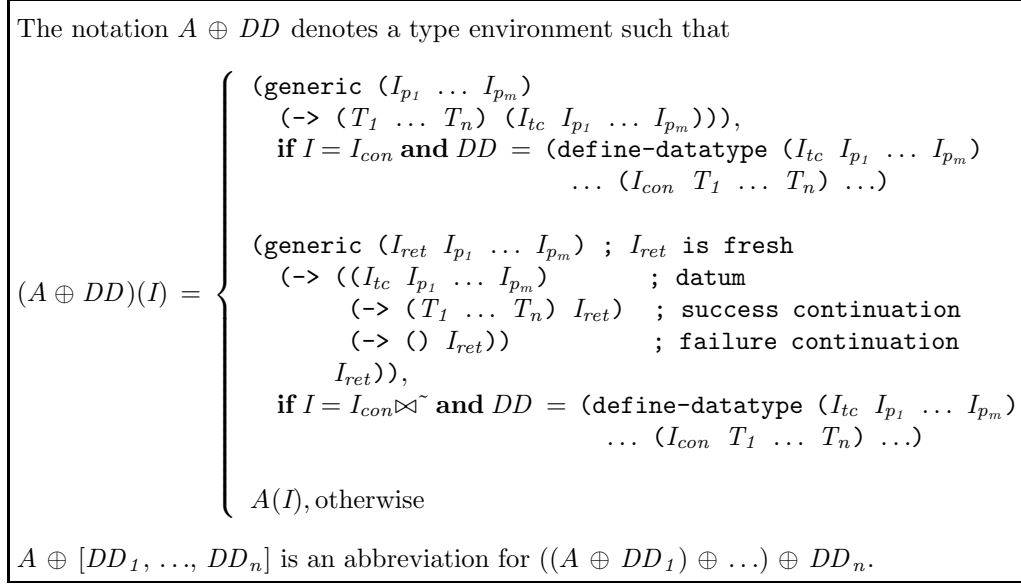 The notation A ⊕ DD denotes a type environment such that
(generic (I_{p_1} ... I_{p_m})
(-> (T_1 ... T_n) (I_{tc} I_{p_1} ... I_{p_m}))),
if I = I_{con} and DD = (define-datatype (I_{tc} I_{p_1} ... I_{p_m})
... (I_{con} T_1 ... T_n) ...)
(generic (I_{ret} I_{p_1} ... I_{p_m}) ; I_{ret} is fresh
(-> ((I_{tc} I_{p_1} ... I_{p_m}) ; datum
(A ⊕ DD)(I) = {
(-> (T_1 ... T_n) I_{ret}) ; success continuation
(-> () I_{ret})) ; failure continuation
I_{ret})),
if I = I_{con}⋈~ and DD = (define-datatype (I_{tc} I_{p_1} ... I_{p_m})
... (I_{con} T_1 ... T_n) ...)
A(I), otherwise
A ⊕ [DD_1, ..., DD_n] is an abbreviation for ((A ⊕ DD_1) ⊕ ...) ⊕ DD_n.